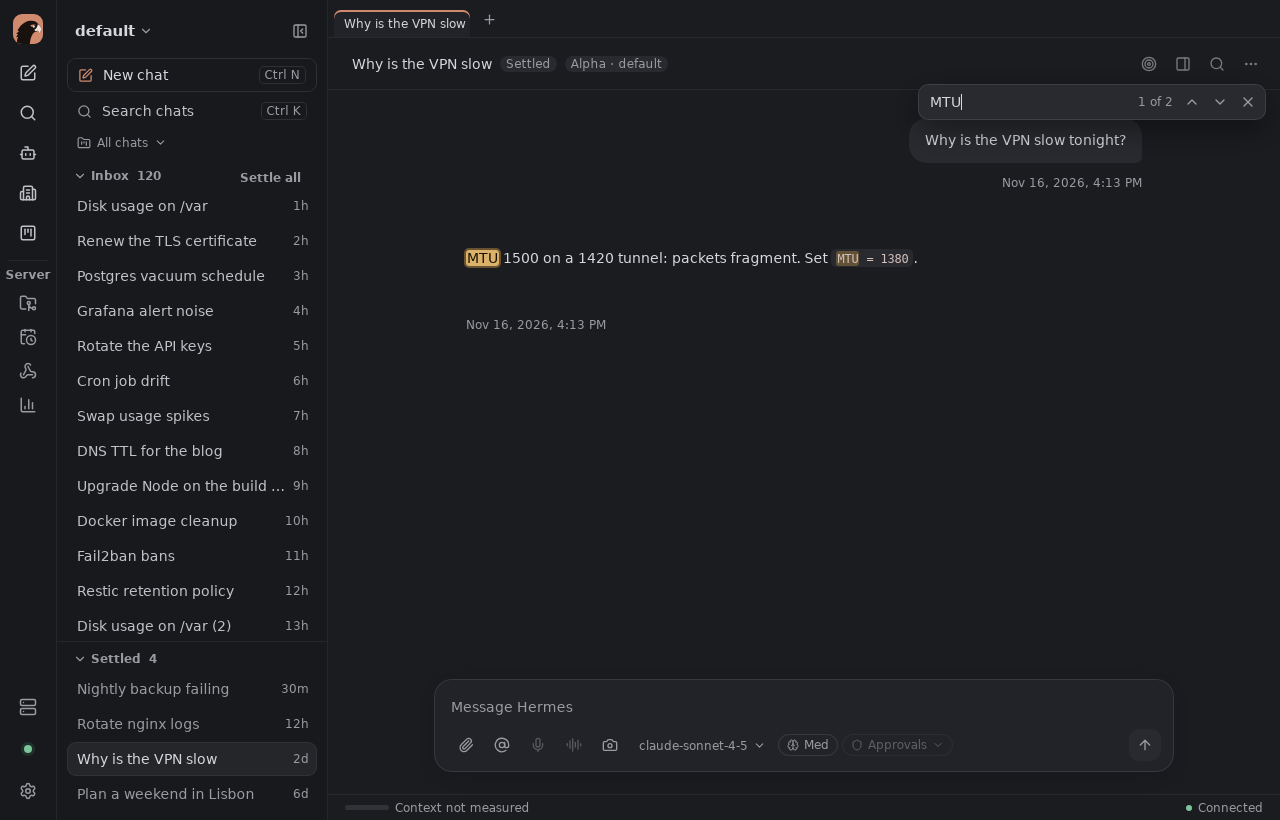 Why is the VPN slow
default
Why is the VPN slow
Settled
Alpha · default
New chat
Ctrl N
Search chats
Ctrl K
All chats
MTU
1 of 2
Inbox 120
Settle all
Disk usage on /var 1h
Renew the TLS certificate 2h
Postgres vacuum schedule 3h
Grafana alert noise 4h
Rotate the API keys 5h
Cron job drift 6h
Swap usage spikes 7h
DNS TTL for the blog 8h
Upgrade Node on the build ... 9h
Docker image cleanup 10h
Fail2ban bans 11h
Restic retention policy 12h
Disk usage on /var (2) 13h
Settled 4
Nightly backup failing 30m
Rotate nginx logs 12h
Why is the VPN slow 2d
Plan a weekend in Lisbon 6d
Server
Why is the VPN slow tonight?
Nov 16, 2026, 4:13 PM
MTU 1500 on a 1420 tunnel: packets fragment. Set MTU = 1380.
Nov 16, 2026, 4:13 PM
Message Hermes
claude-sonnet-4-5
Med
Approvals
Context not measured
Connected